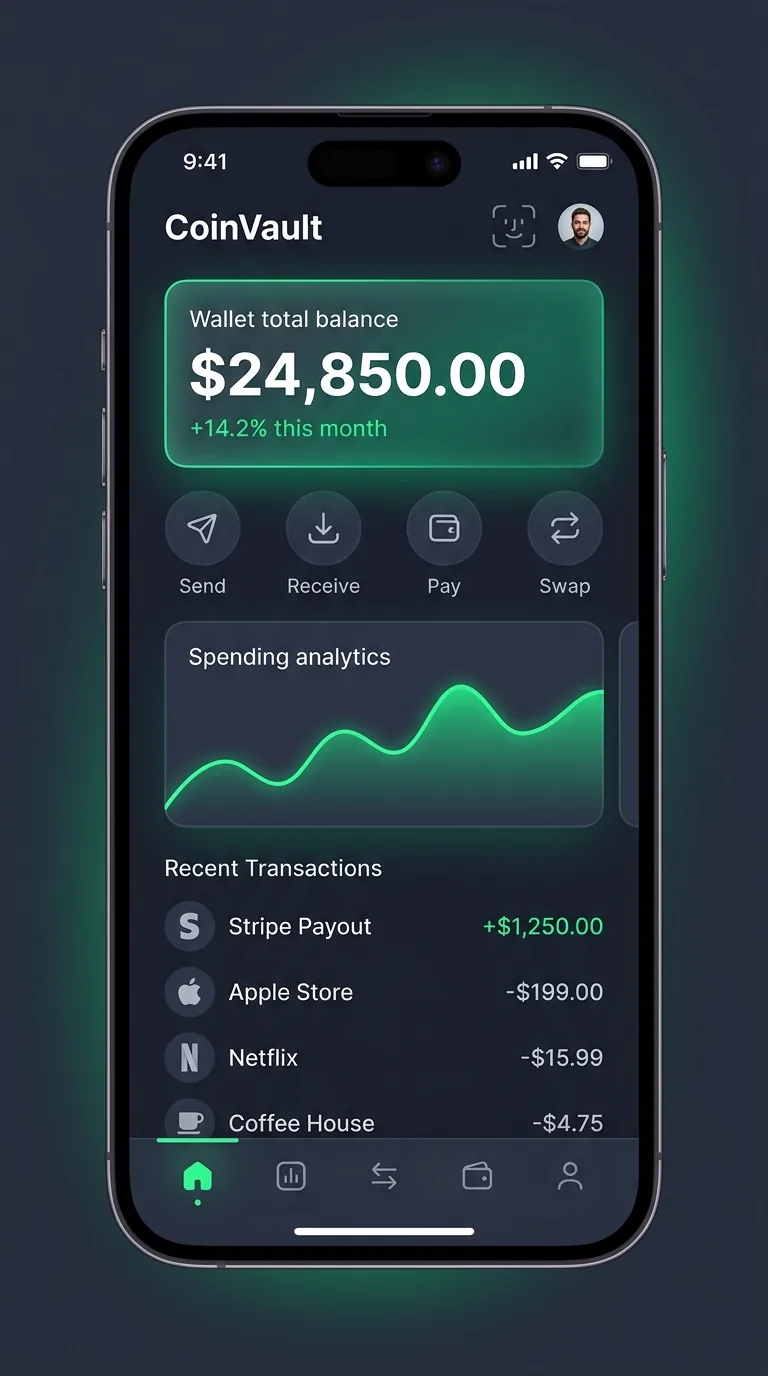 9:41
CoinVault
Wallet total balance
$24,850.00
+14.2% this month
Send Receive Pay Swap
Spending analytics
Recent Transactions
S Stripe Payout +$1,250.00
Apple Store -$199.00
N Netflix -$15.99
Coffee House -$4.75